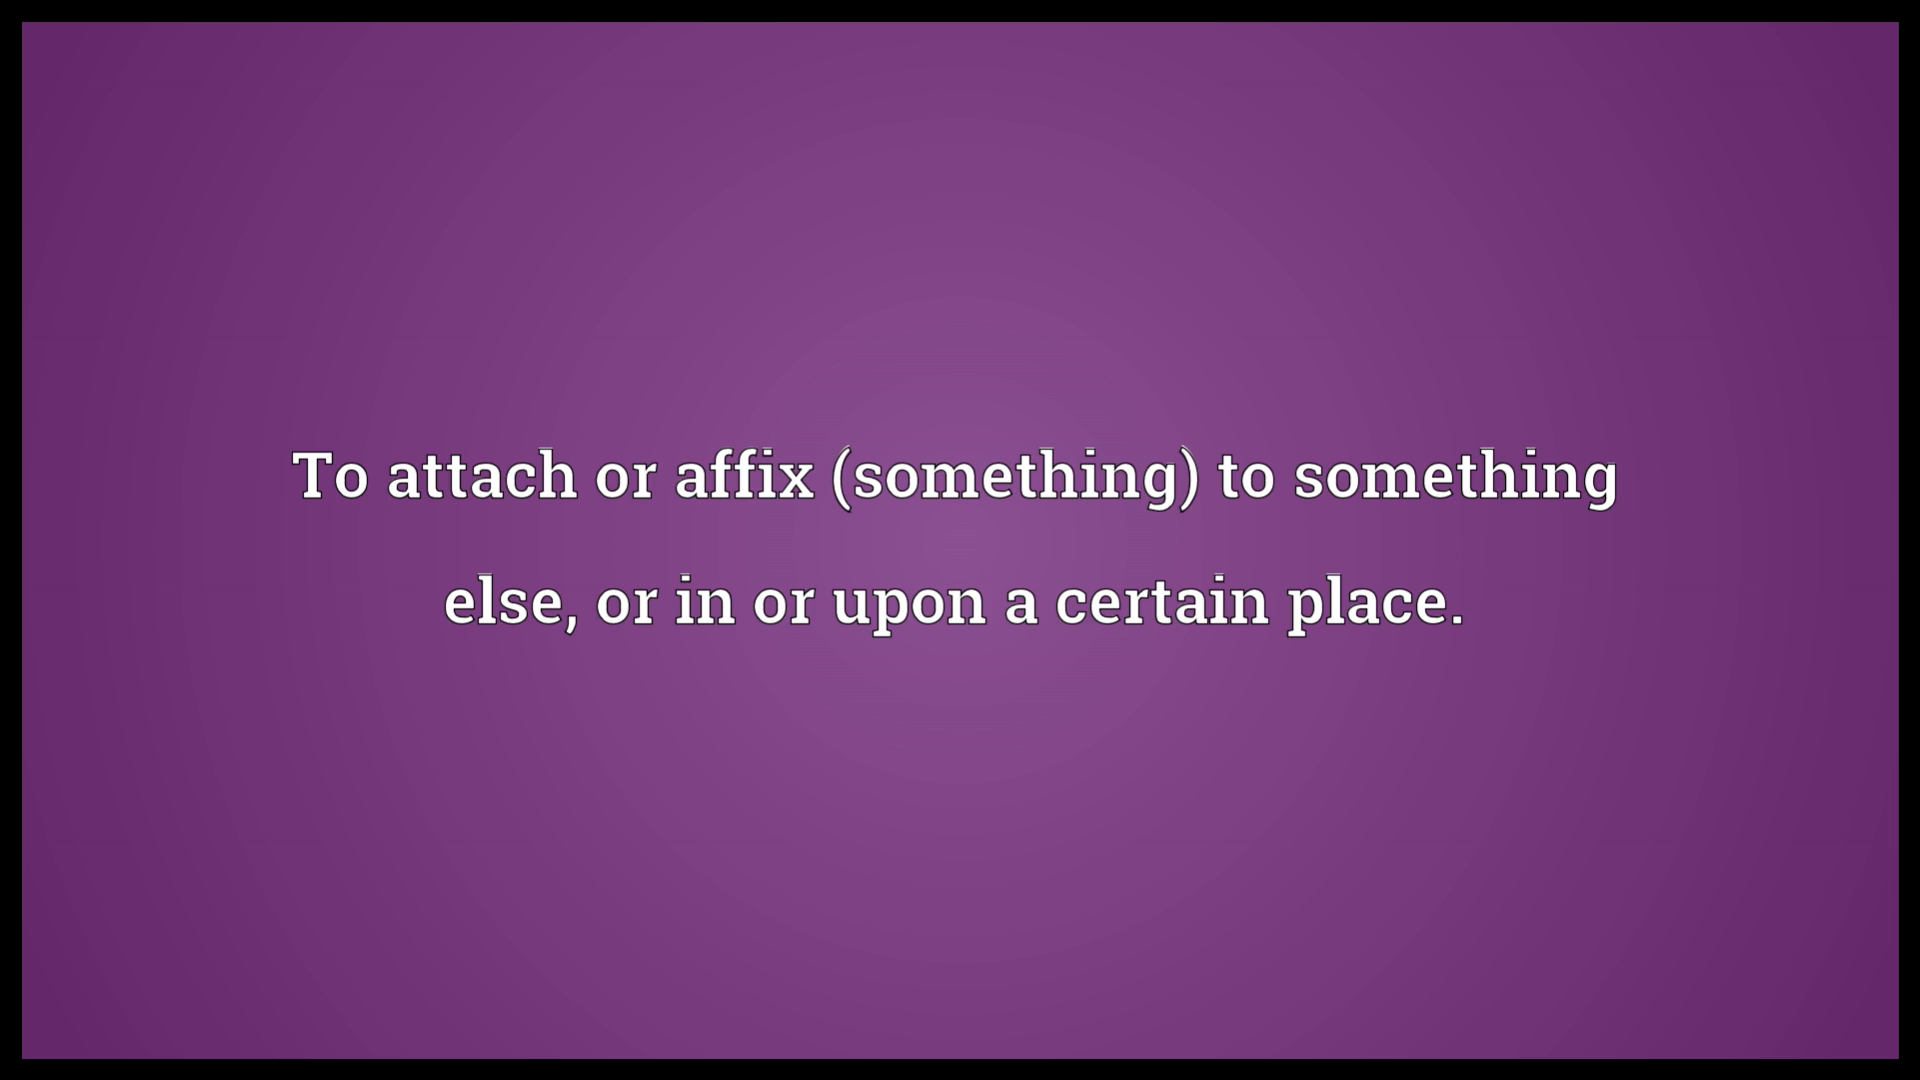 To attach or affix (something) to something
else, or in or upon a certain place.